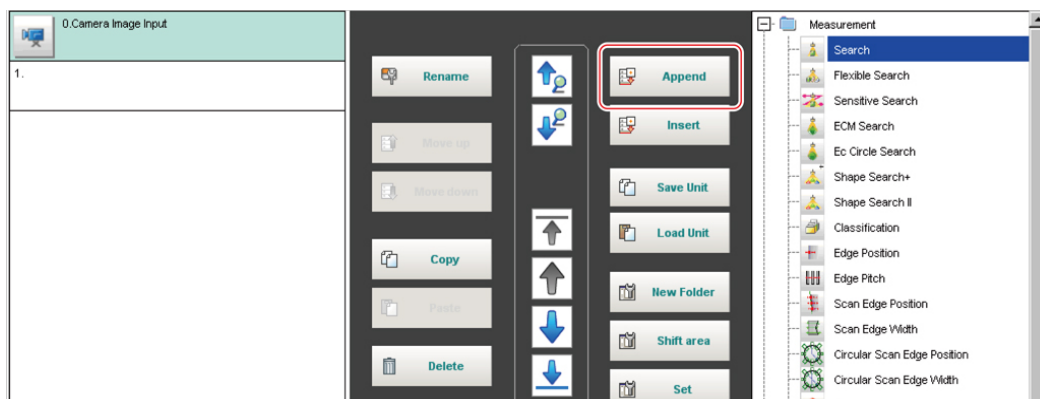 0.Camera Image Input
1.
Rename
Move up
Move down
Copy
Paste
Delete
Append
Insert
Save Unit
Load Unit
New Folder
Shift area
Set
Measurement
Search
Flexible Search
Sensitive Search
ECM Search
Ec Circle Search
Shape Search+
Shape Search II
Classification
Edge Position
Edge Pitch
Scan Edge Position
Scan Edge Width
Circular Scan Edge Position
Circular Scan Edge Width